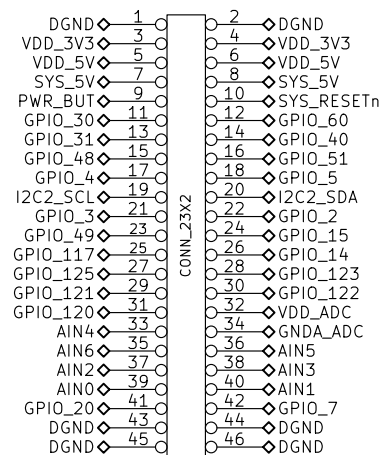 DGND 1 2 DGND
VDD_3V3 3 4 VDD_3V3
VDD_5V 5 6 VDD_5V
SYS_5V 7 8 SYS_5V
PWR_BUT 9 10 SYS_RESETn
GPIO_30 11 12 GPIO_60
GPIO_31 13 14 GPIO_40
GPIO_48 15 16 GPIO_51
GPIO_4 17 18 GPIO_5
I2C2_SCL 19 20 I2C2_SDA
GPIO_3 21 22 GPIO_2
GPIO_49 23 24 GPIO_15
GPIO_117 25 26 GPIO_14
GPIO_125 27 28 GPIO_123
GPIO_121 29 30 GPIO_122
GPIO_120 31 32 VDD_ADC
AIN4 33 34 GNDA_ADC
AIN6 35 36 AIN5
AIN2 37 38 AIN3
AIN0 39 40 AIN1
GPIO_20 41 42 GPIO_7
DGND 43 44 DGND
DGND 45 46 DGND
CONN_23X2